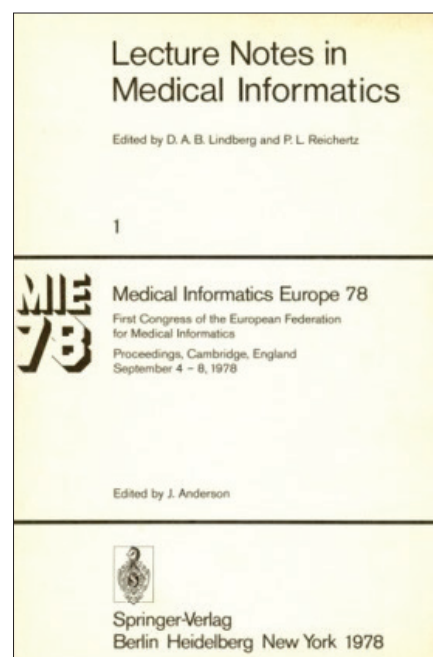 Lecture Notes in
Medical Informatics
Edited by D. A. B. Lindberg and P. L. Reichertz
1
MIE
78
Medical Informatics Europe 78
First Congress of the European Federation
for Medical Informatics
Proceedings, Cambridge, England
September 4 – 8, 1978
Edited by J. Anderson
Springer-Verlag
Berlin Heidelberg New York 1978